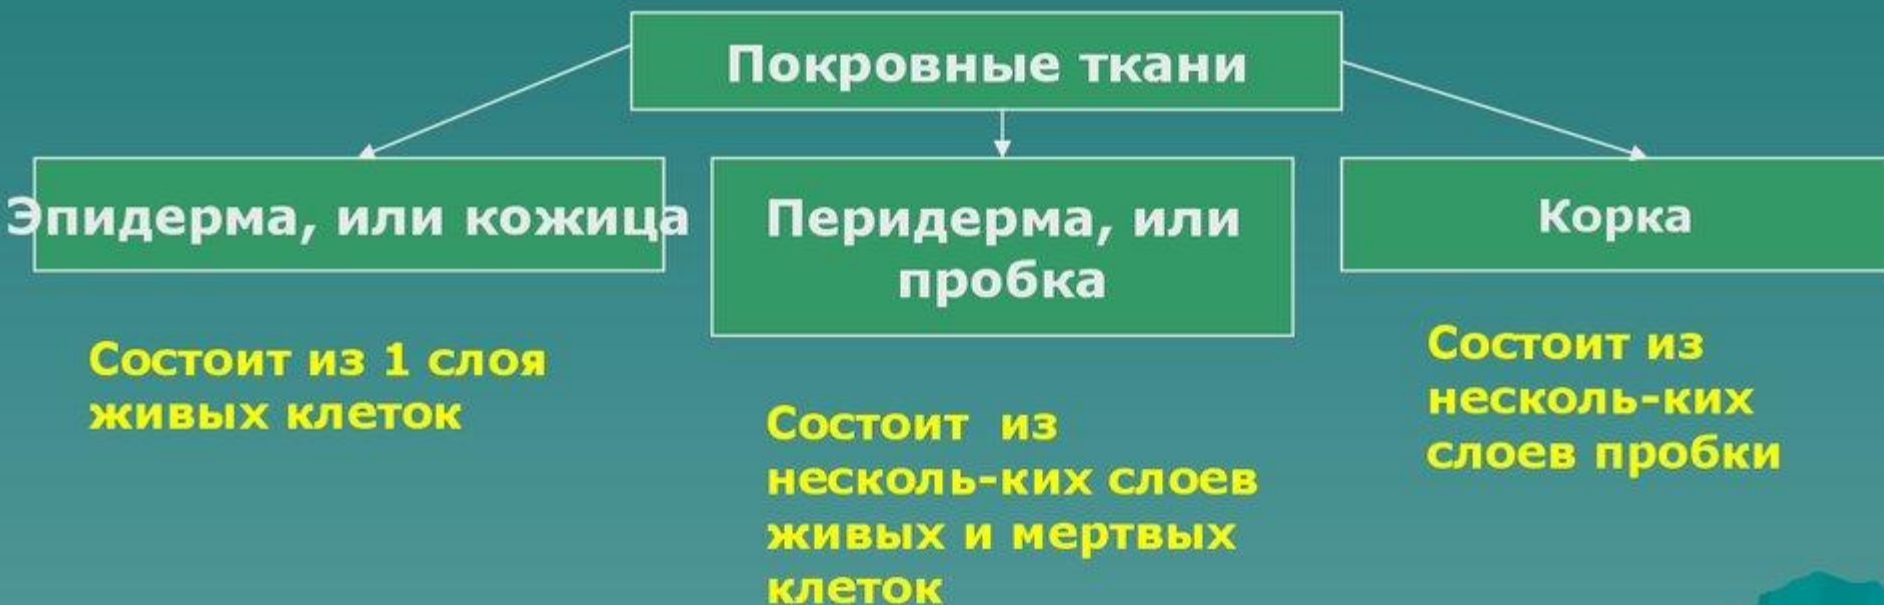 Покровные ткани
Эпидерма, или кожица
Перидерма, или
пробка
Корка
Состоит из 1 слоя
живых клеток
Состоит из
несколь-ких слоев
живых и мертвых
клеток
Состоит из
несколь-ких
слоев пробки